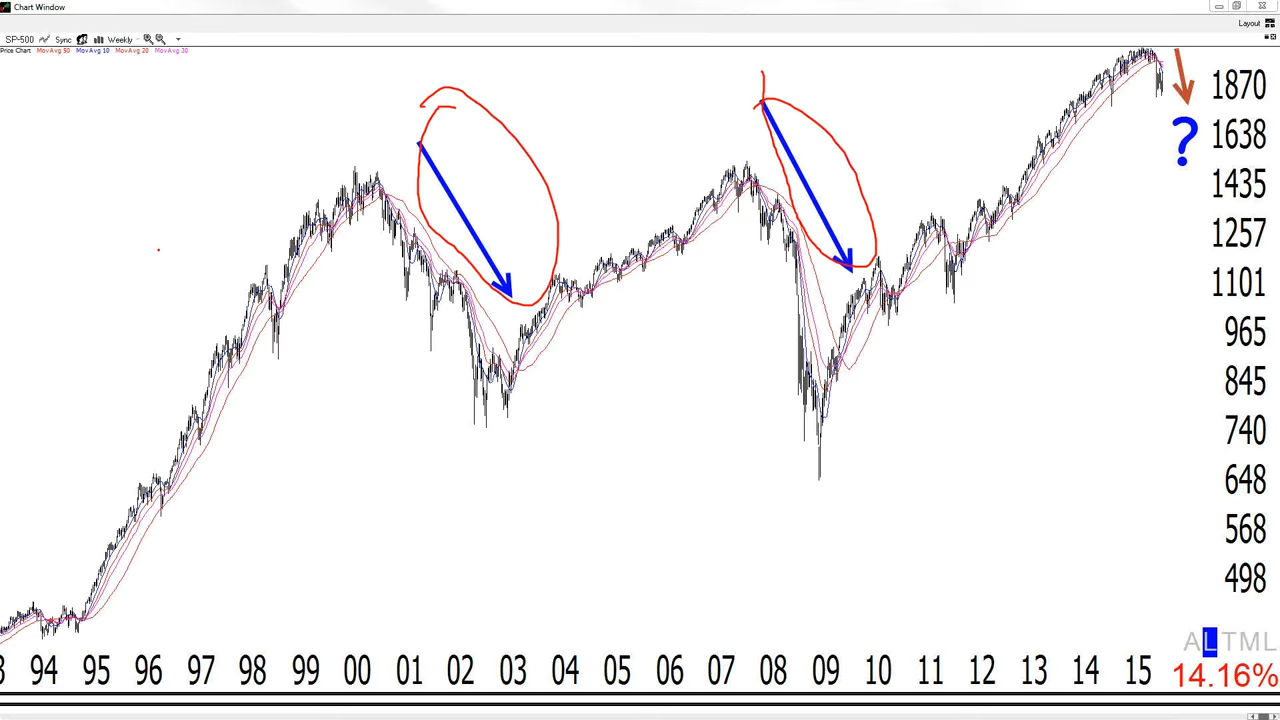 Chart Window
Layout
SP-500 Sync Weekly
Price Chart MovAvg 50 MovAvg 10 MovAvg 20 MovAvg 30
1870
?
1638
1435
1257
1101
965
845
740
648
568
498
ALTML
3 94 95 96 97 98 99 00 01 02 03 04 05 06 07 08 09 10 11 12 13 14 15
14.16%